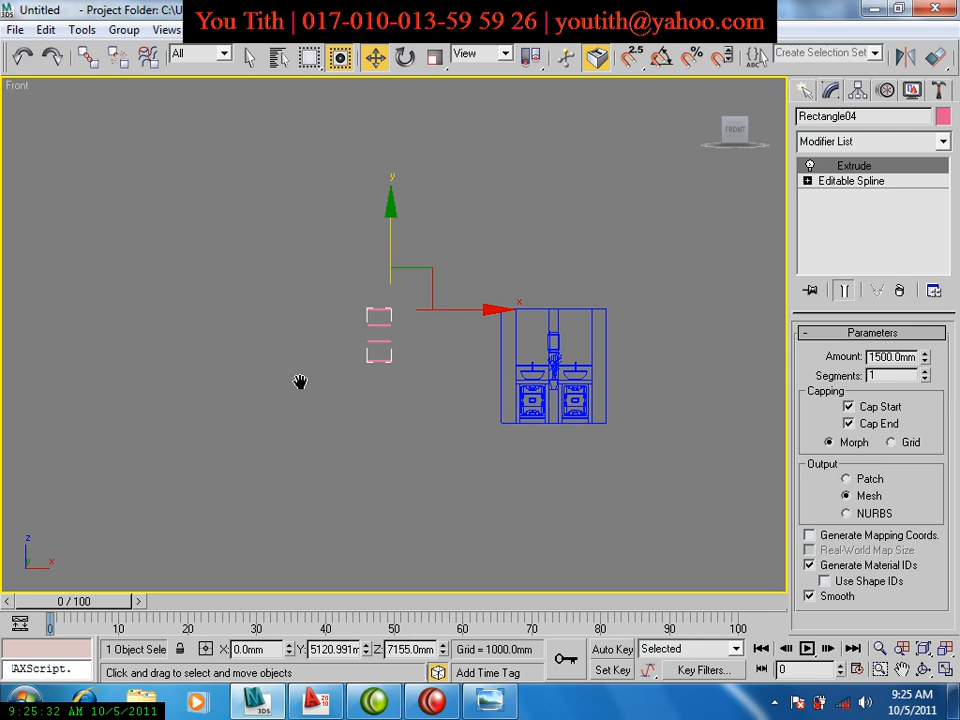 Untitled - Project Folder: C:\U
You Tith | 017-010-013-59 59 26 | youtith@yahoo.com
File Edit Tools Group Views
All
View
2.5
Create Selection Set
Front
FRONT
y
x
z
x
Rectangle04
Modifier List
Extrude
Editable Spline
Parameters
Amount: 1500.0mm
Segments: 1
Capping
Cap Start
Cap End
Morph Grid
Output
Patch
Mesh
NURBS
Generate Mapping Coords.
Real-World Map Size
Generate Material IDs
Use Shape IDs
Smooth
0 / 100
0 10 20 30 40 50 60 70 80 90 100
1 Object Sele X: 0.0mm Y: 5120.991m Z: 7155.0mm Grid = 1000.0mm Auto Key Selected
AXScript. Click and drag to select and move objects Add Time Tag Set Key Key Filters... 0
9:25:32 AM 10/5/2011
9:25 AM
10/5/2011